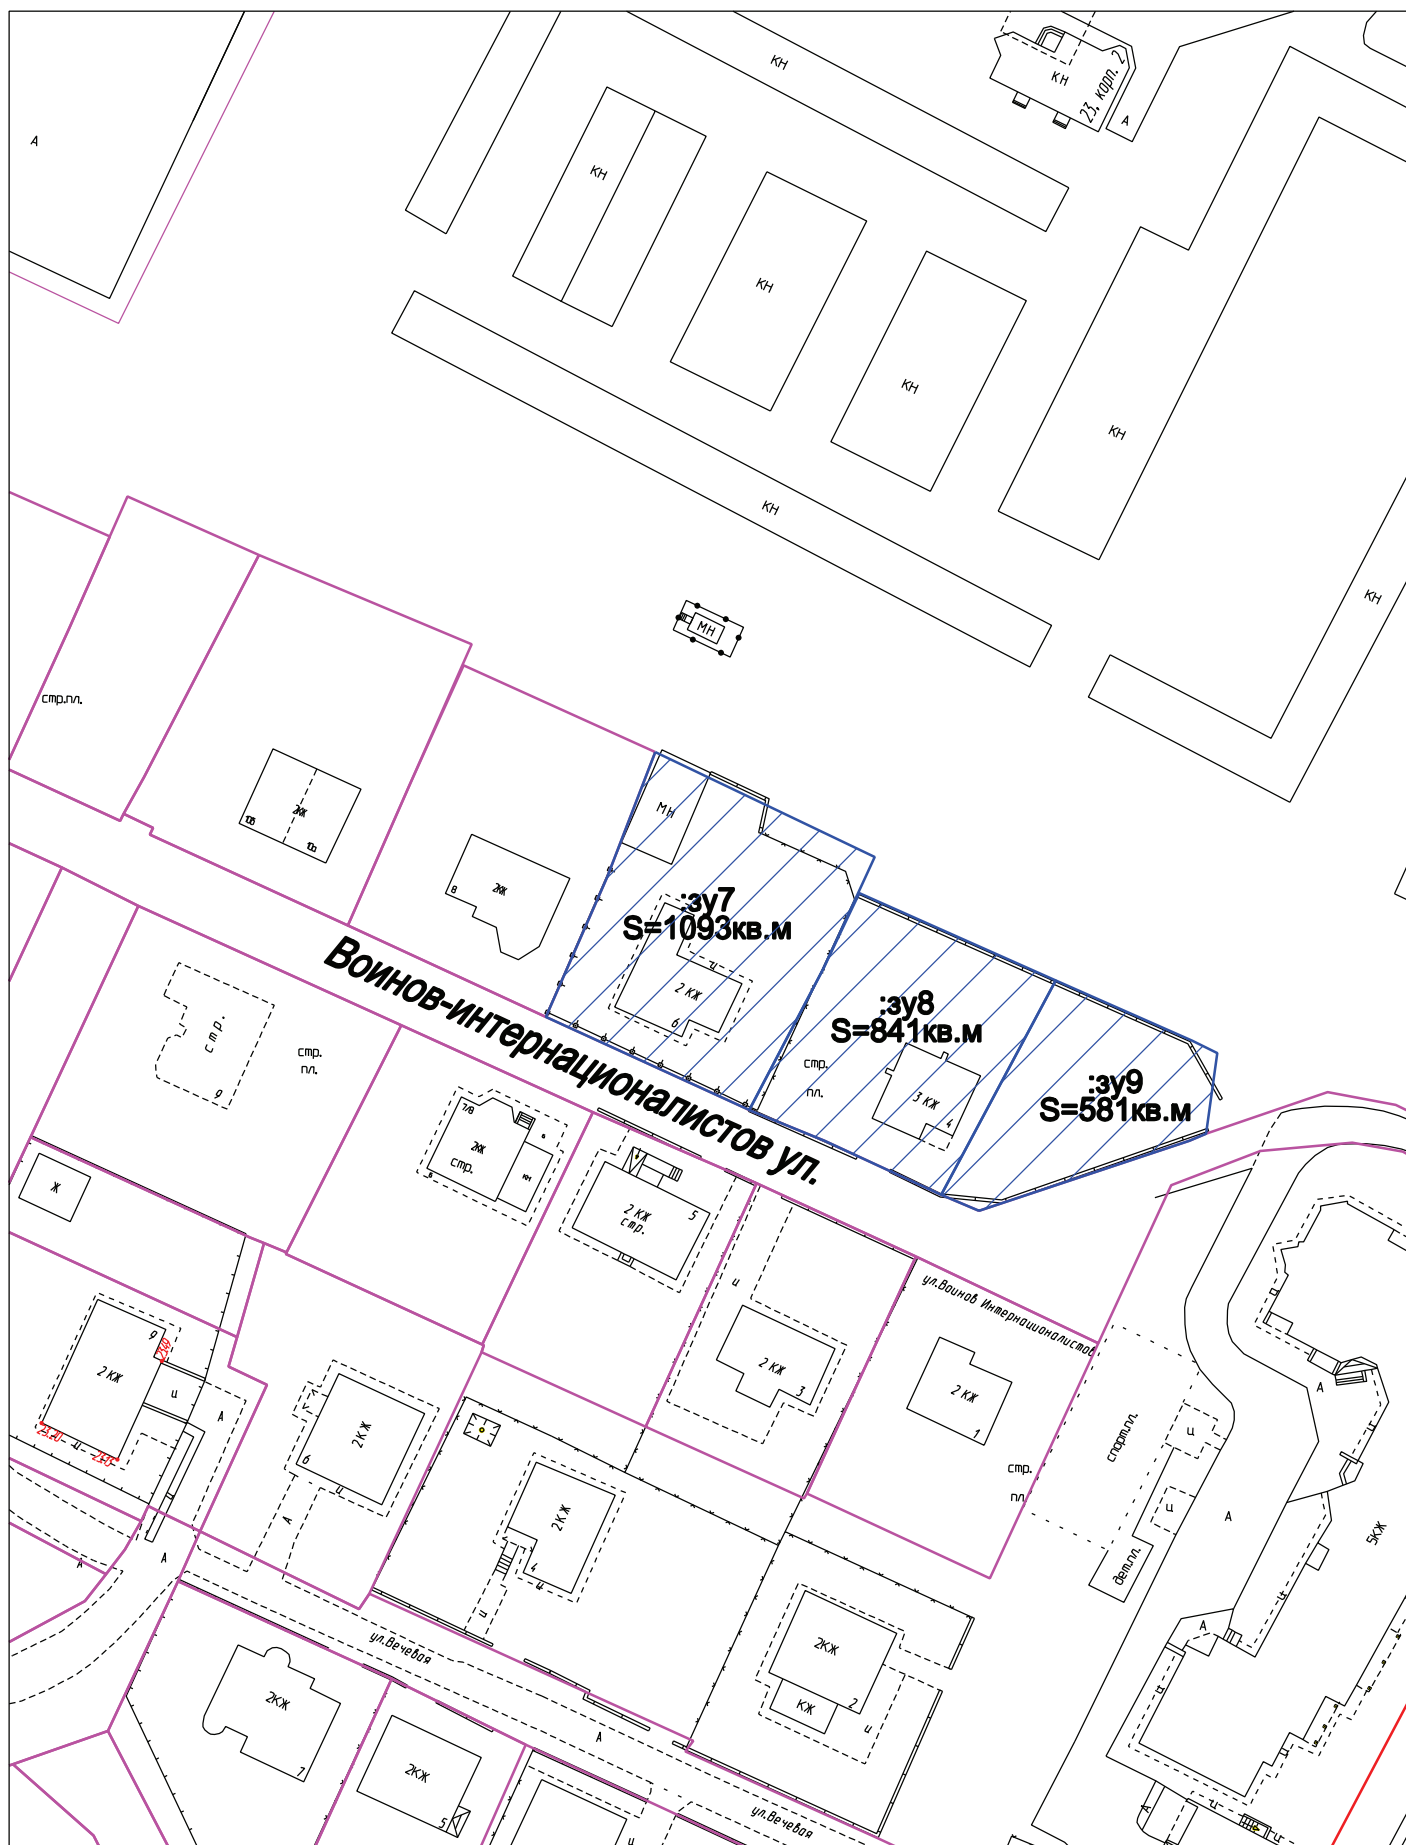 КН
КН
23, корп. 2
А
А
КН
КН
КН
КН
КН
КН
МН
стр.пл.
МН
2КЖ
10б
10а
2КЖ
8
:зу7
S=1093кв.м
ц
2 КЖ
6
Воинов-интернационалистов ул.
:зу8
S=841кв.м
стр.
пл.
3 КЖ
4
:зу9
S=581кв.м
стр.
9
стр.
пл.
7/8
2КЖ
стр.
в
кн
Ж
2 КЖ
стр.
5
ц
ул.Воинов Интернационалистов
2 КЖ
9
ц
А
ц
2КЖ
6
ц
А
2 КЖ
3
2 КЖ
1
стр.
пл.
спорт.пл.
ц
ц
дет.пл.
А
А
ц
ц
5КЖ
2КЖ
4
ц
ц
А
А
ц
А
ц
ул.Вечевая
2КЖ
7
2КЖ
5
2КЖ
2
КЖ
ц
А
ул.Вечевая
ц
ц
ц
ц
А